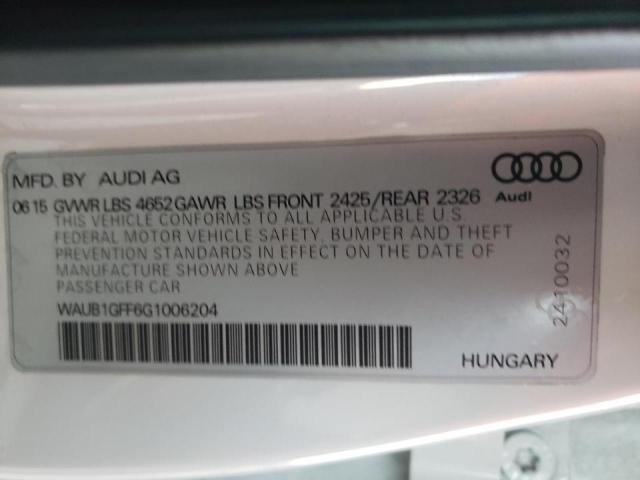 MFD. BY AUDI AG
06 15 GVWR LBS 4652 GAWR LBS FRONT 2425/REAR 2326
Audi
THIS VEHICLE CONFORMS TO ALL APPLICABLE U.S.
FEDERAL MOTOR VEHICLE SAFETY, BUMPER AND THEFT
PREVENTION STANDARDS IN EFFECT ON THE DATE OF
MANUFACTURE SHOWN ABOVE
PASSENGER CAR
WAUB1GFF6G1006204
2410032
HUNGARY